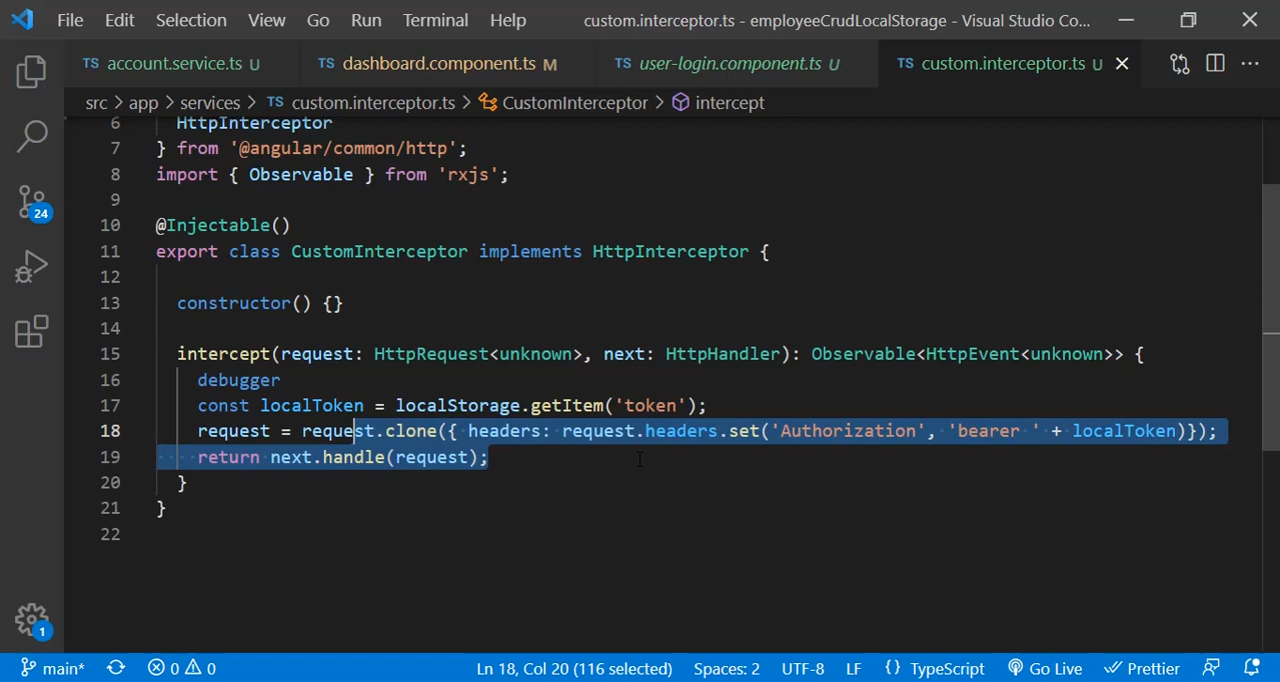 File Edit Selection View Go Run Terminal Help custom.interceptor.ts - employeeCrudLocalStorage - Visual Studio Co...
TS account.service.ts U TS dashboard.component.ts M TS user-login.component.ts U TS custom.interceptor.ts U
src > app > services > TS custom.interceptor.ts > CustomInterceptor > intercept
6 HttpInterceptor
7 } from '@angular/common/http';
8 import { Observable } from 'rxjs';
9
10 @Injectable()
11 export class CustomInterceptor implements HttpInterceptor {
12
13 constructor() {}
14
15 intercept(request: HttpRequest<unknown>, next: HttpHandler): Observable<HttpEvent<unknown>> {
16 debugger
17 const localToken = localStorage.getItem('token');
18 request = request.clone({ headers: request.headers.set('Authorization', 'bearer ' + localToken)});
19 return next.handle(request);
20 }
21 }
22
24
1
main* 0 0 Ln 18, Col 20 (116 selected) Spaces: 2 UTF-8 LF {} TypeScript Go Live Prettier